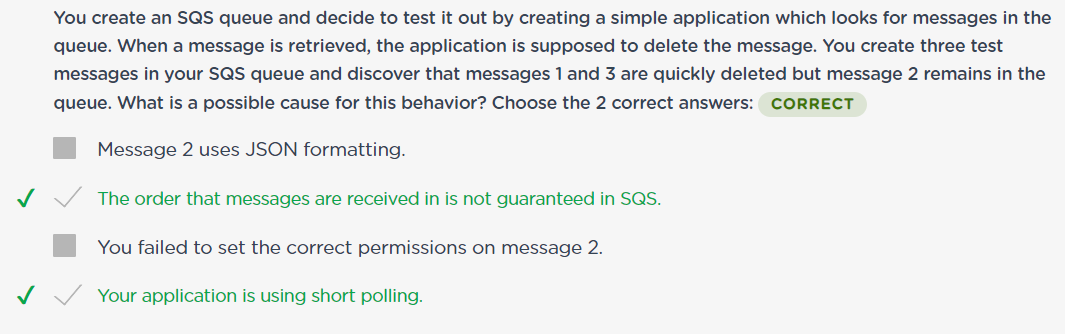 You create an SQS queue and decide to test it out by creating a simple application which looks for messages in the
queue. When a message is retrieved, the application is supposed to delete the message. You create three test
messages in your SQS queue and discover that messages 1 and 3 are quickly deleted but message 2 remains in the
queue. What is a possible cause for this behavior? Choose the 2 correct answers: CORRECT
Message 2 uses JSON formatting.
The order that messages are received in is not guaranteed in SQS.
You failed to set the correct permissions on message 2.
Your application is using short polling.